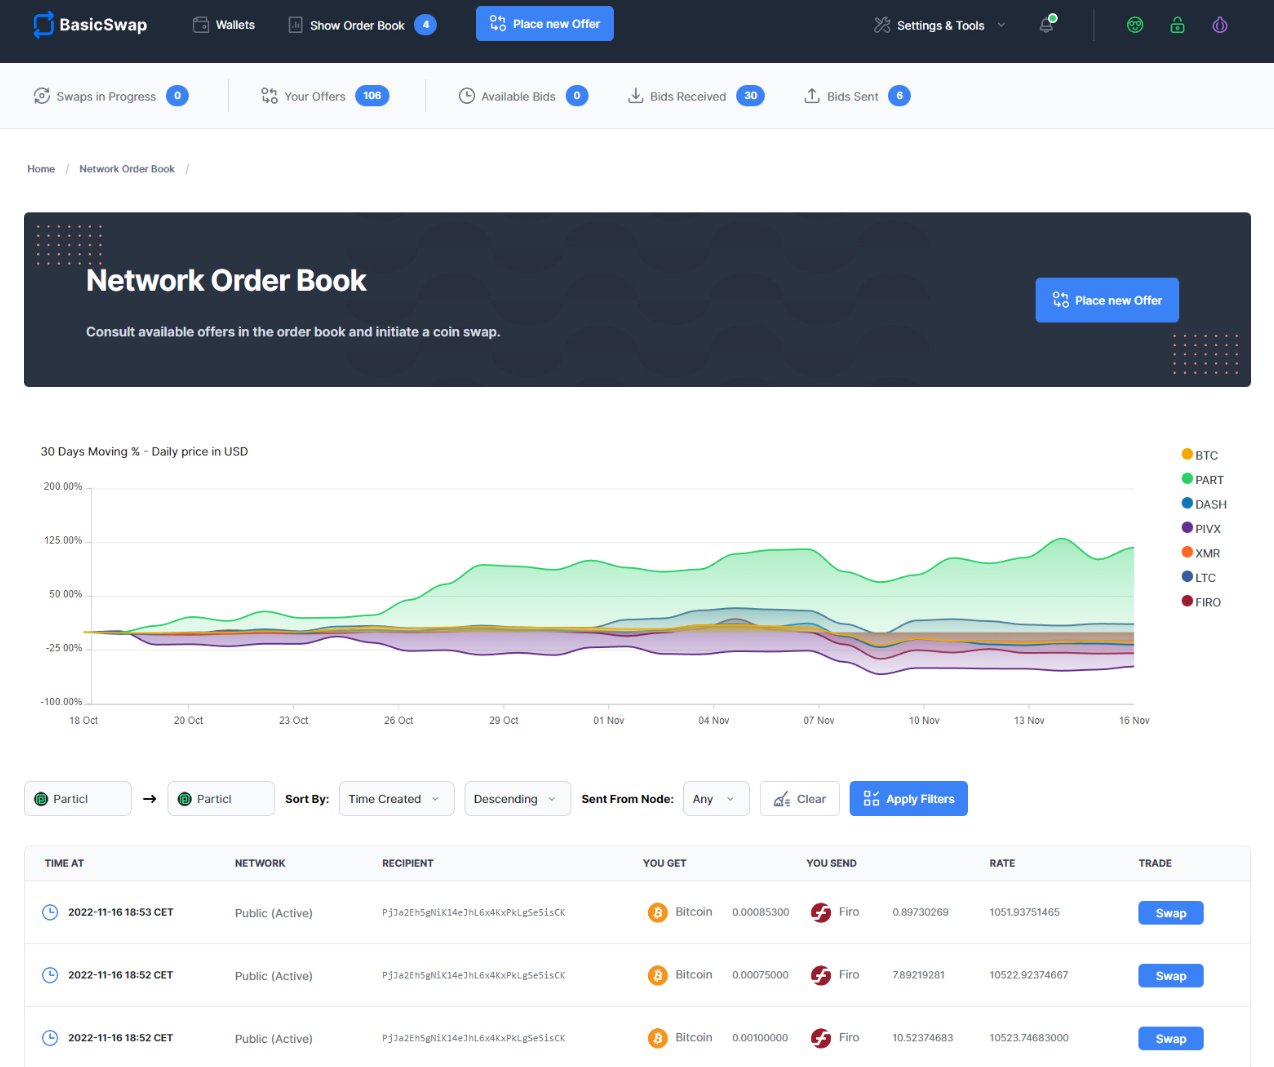 BasicSwap Wallets Show Order Book 4 Place new Offer Settings & Tools
Swaps in Progress 0 Your Offers 106 Available Bids 0 Bids Received 30 Bids Sent 6
Home / Network Order Book /
Network Order Book
Consult available offers in the order book and initiate a coin swap.
Place new Offer
30 Days Moving % - Daily price in USD
200.00%
125.00%
50.00%
-25.00%
-100.00%
18 Oct 20 Oct 23 Oct 26 Oct 29 Oct 01 Nov 04 Nov 07 Nov 10 Nov 13 Nov 16 Nov
BTC
PART
DASH
PIVX
XMR
LTC
FIRO
Particl → Particl Sort By: Time Created Descending Sent From Node: Any Clear Apply Filters
TIME AT NETWORK RECIPIENT YOU GET YOU SEND RATE TRADE
2022-11-16 18:53 CET Public (Active) PjJa2Eh5gNiK14eJhL6x4KxPkLgSe5isCK Bitcoin 0.00085300 Firo 0.89730269 1051.93751465 Swap
2022-11-16 18:52 CET Public (Active) PjJa2Eh5gNiK14eJhL6x4KxPkLgSe5isCK Bitcoin 0.00075000 Firo 7.89219281 10522.92374667 Swap
2022-11-16 18:52 CET Public (Active) PjJa2Eh5gNiK14eJhL6x4KxPkLgSe5isCK Bitcoin 0.00100000 Firo 10.52374683 10523.74683000 Swap